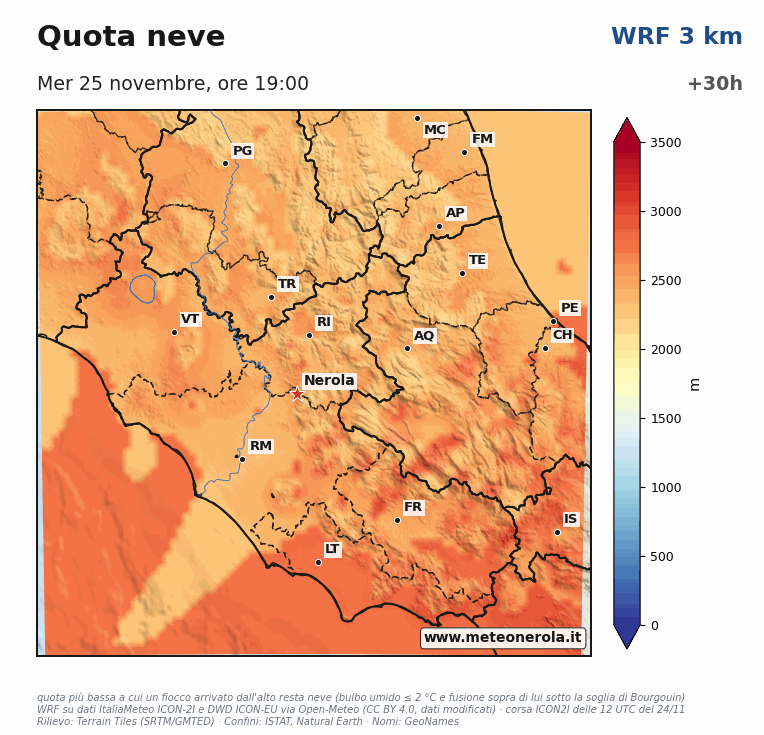 Quota neve
WRF 3 km
Mer 25 novembre, ore 19:00
+30h
MC
FM
PG
AP
TE
TR
PE
VT
RI
AQ
CH
Nerola
RM
FR
IS
LT
www.meteonerola.it
3500
3000
2500
2000
1500
1000
500
0
m
quota più bassa a cui un fiocco arrivato dall'alto resta neve (bulbo umido ≤ 2 °C e fusione sopra di lui sotto la soglia di Bourgouin)
WRF su dati ItaliaMeteo ICON-2I e DWD ICON-EU via Open-Meteo (CC BY 4.0, dati modificati) · corsa ICON2I delle 12 UTC del 24/11
Rilievo: Terrain Tiles (SRTM/GMTED) · Confini: ISTAT, Natural Earth · Nomi: GeoNames